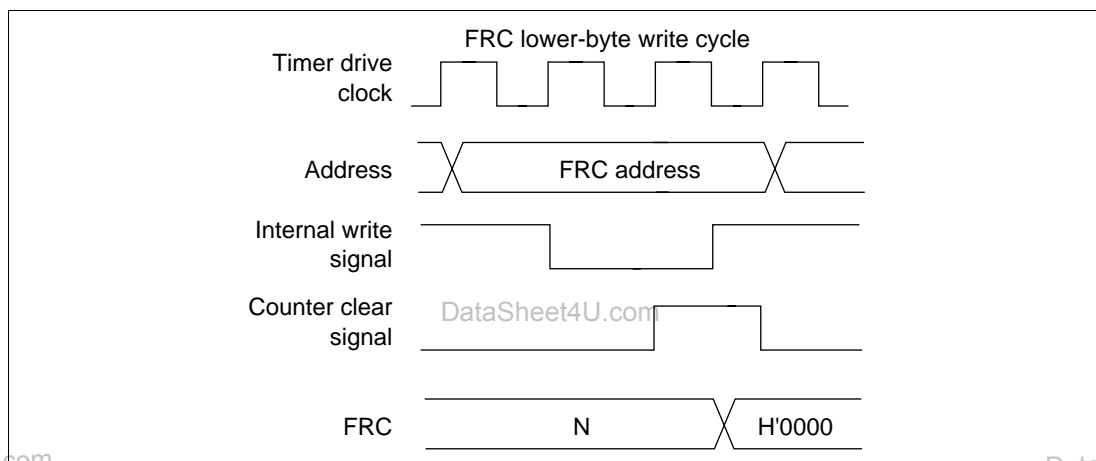 FRC lower-byte write cycle
Timer drive
clock
Address
FRC address
Internal write
signal
Counter clear
signal
DataSheet4U.com
FRC
N
H'0000